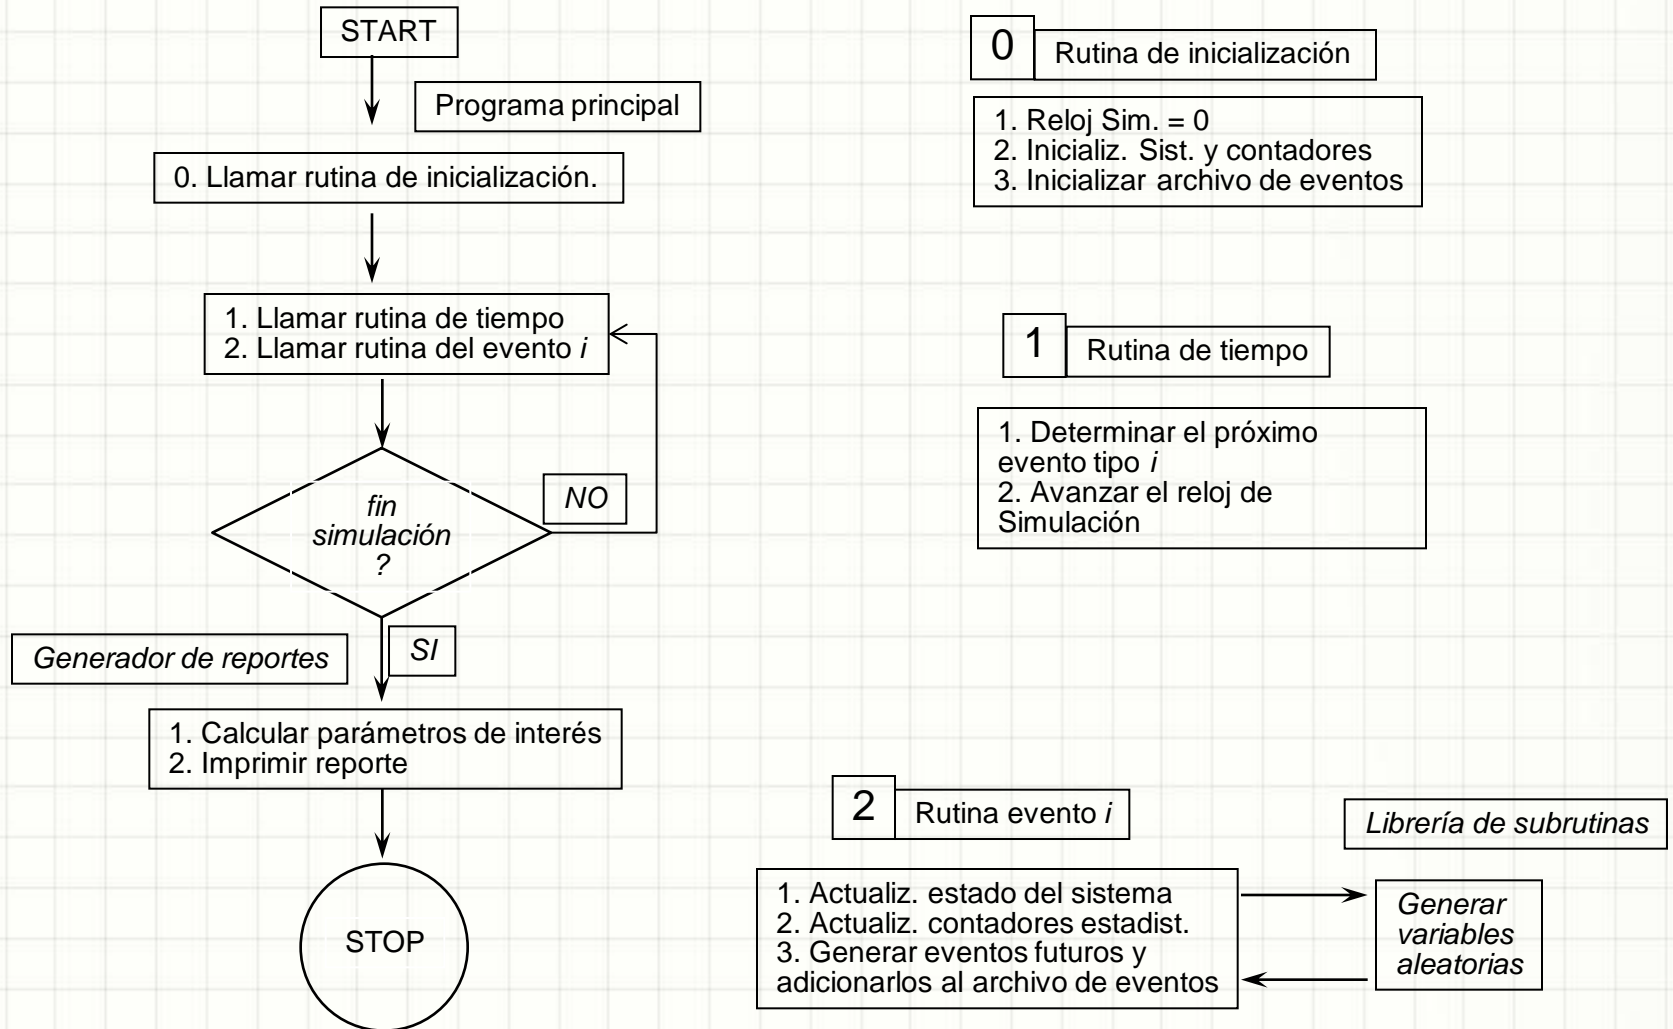 START
Programa principal
0. Llamar rutina de inicialización.
1. Llamar rutina de tiempo
2. Llamar rutina del evento i
fin
simulación
?
NO
SI
Generador de reportes
1. Calcular parámetros de interés
2. Imprimir reporte
STOP
0
Rutina de inicialización
1. Reloj Sim. = 0
2. Inicializ. Sist. y contadores
3. Inicializar archivo de eventos
1
Rutina de tiempo
1. Determinar el próximo
evento tipo i
2. Avanzar el reloj de
Simulación
2
Rutina evento i
1. Actualiz. estado del sistema
2. Actualiz. contadores estadist.
3. Generar eventos futuros y
adicionarlos al archivo de eventos
Librería de subrutinas
Generar
variables
aleatorias